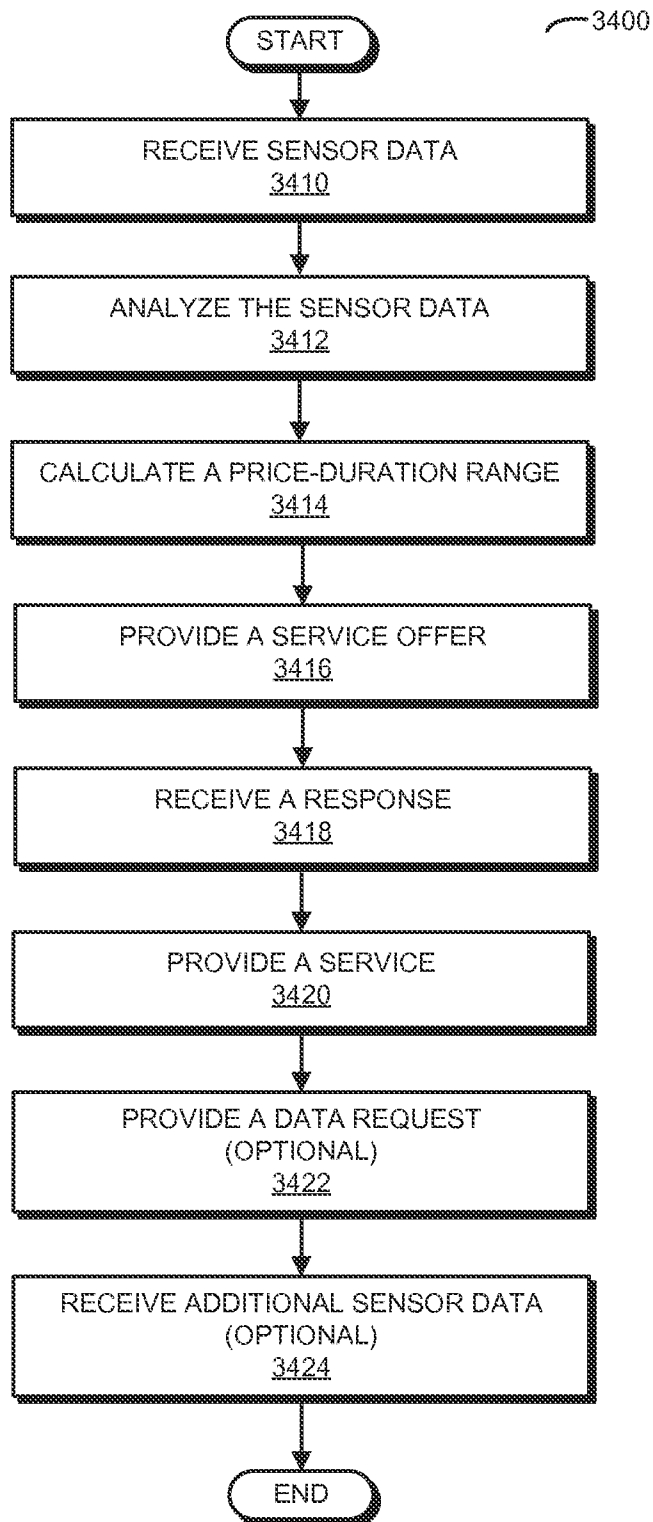 3400
START
RECEIVE SENSOR DATA
3410
ANALYZE THE SENSOR DATA
3412
CALCULATE A PRICE-DURATION RANGE
3414
PROVIDE A SERVICE OFFER
3416
RECEIVE A RESPONSE
3418
PROVIDE A SERVICE
3420
PROVIDE A DATA REQUEST
(OPTIONAL)
3422
RECEIVE ADDITIONAL SENSOR DATA
(OPTIONAL)
3424
END